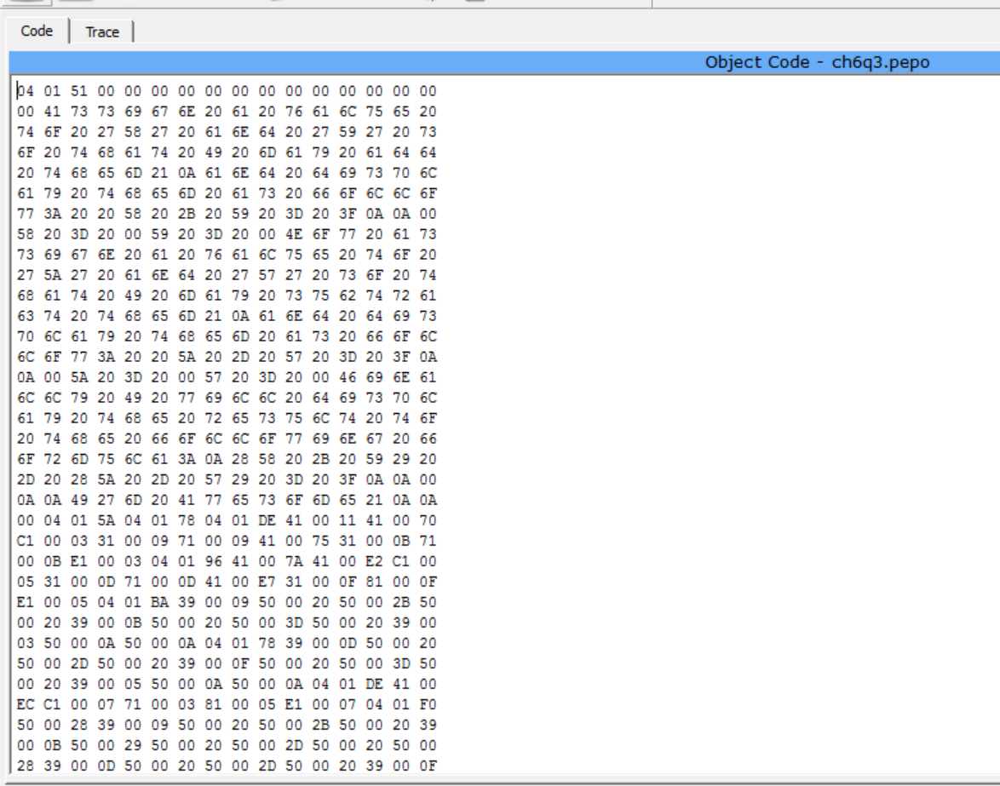 Code
Trace
Object Code - ch6q3.pepo
04 01 51 00 00 00 00 00 00 00 00 00 00 00 00 00
00 41 73 73 69 67 6E 20 61 20 76 61 6C 75 65 20
74 6F 20 27 58 27 20 61 6E 64 20 27 59 27 20 73
6F 20 74 68 61 74 20 49 20 6D 61 79 20 61 64 64
20 74 68 65 6D 21 0A 61 6E 64 20 64 69 73 70 6C
61 79 20 74 68 65 6D 20 61 73 20 66 6F 6C 6C 6F
77 3A 20 20 58 20 2B 20 59 20 3D 20 3F 0A 0A 00
58 20 3D 20 00 59 20 3D 20 00 4E 6F 77 20 61 73
73 69 67 6E 20 61 20 76 61 6C 75 65 20 74 6F 20
27 5A 27 20 61 6E 64 20 27 57 27 20 73 6F 20 74
68 61 74 20 49 20 6D 61 79 20 73 75 62 74 72 61
63 74 20 74 68 65 6D 21 0A 61 6E 64 20 64 69 73
70 6C 61 79 20 74 68 65 6D 20 61 73 20 66 6F 6C
6C 6F 77 3A 20 20 5A 20 2D 20 57 20 3D 20 3F 0A
0A 00 5A 20 3D 20 00 57 20 3D 20 00 46 69 6E 61
6C 6C 79 20 49 20 77 69 6C 6C 20 64 69 73 70 6C
61 79 20 74 68 65 20 72 65 73 75 6C 74 20 74 6F
20 74 68 65 20 66 6F 6C 6C 6F 77 69 6E 67 20 66
6F 72 6D 75 6C 61 3A 0A 28 58 20 2B 20 59 29 20
2D 20 28 5A 20 2D 20 57 29 20 3D 20 3F 0A 0A 00
0A 0A 49 27 6D 20 41 77 65 73 6F 6D 65 21 0A 0A
00 04 01 5A 04 01 78 04 01 DE 41 00 11 41 00 70
C1 00 03 31 00 09 71 00 09 41 00 75 31 00 0B 71
00 0B E1 00 03 04 01 96 41 00 7A 41 00 E2 C1 00
05 31 00 0D 71 00 0D 41 00 E7 31 00 0F 81 00 0F
E1 00 05 04 01 BA 39 00 09 50 00 20 50 00 2B 50
00 20 39 00 0B 50 00 20 50 00 3D 50 00 20 39 00
03 50 00 0A 50 00 0A 04 01 78 39 00 0D 50 00 20
50 00 2D 50 00 20 39 00 0F 50 00 20 50 00 3D 50
00 20 39 00 05 50 00 0A 50 00 0A 04 01 DE 41 00
EC C1 00 07 71 00 03 81 00 05 E1 00 07 04 01 F0
50 00 28 39 00 09 50 00 20 50 00 2B 50 00 20 39
00 0B 50 00 29 50 00 20 50 00 2D 50 00 20 50 00
28 39 00 0D 50 00 20 50 00 2D 50 00 20 39 00 0F